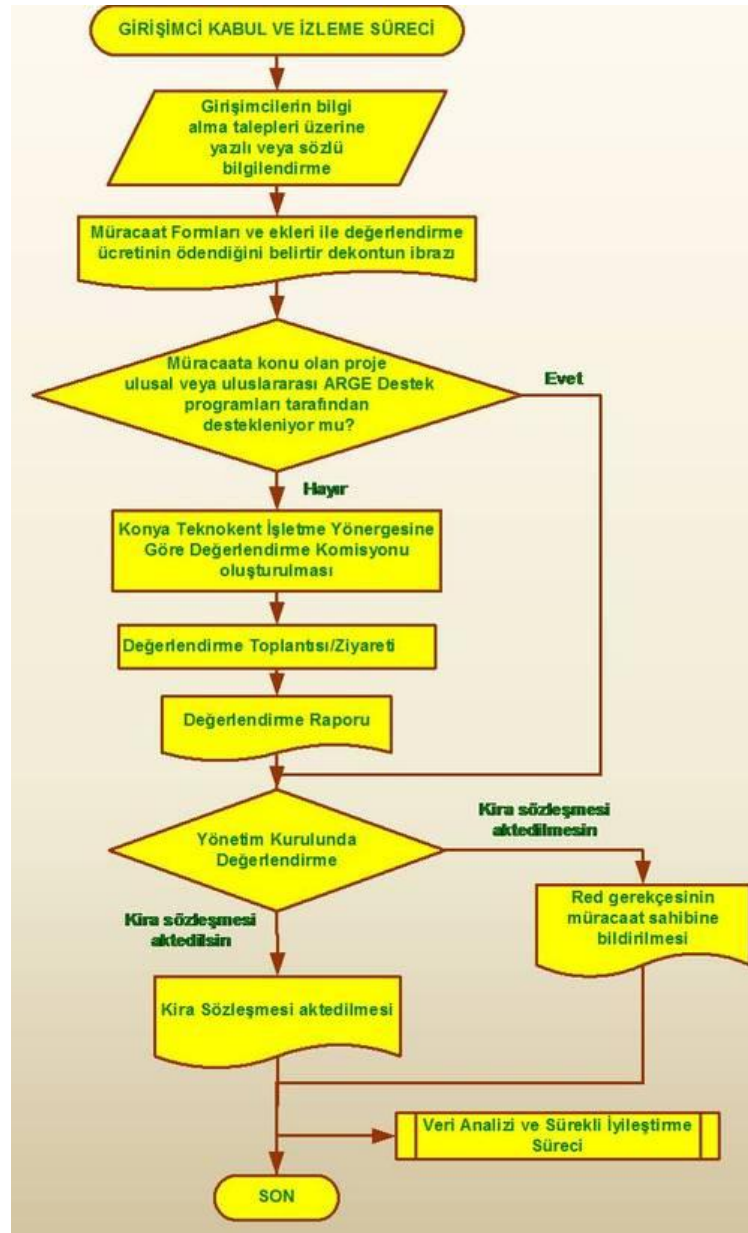 GİRİŞİMCİ KABUL VE İZLEME SÜRECİ
Girişimcilerin bilgi
alma talepleri üzerine
yazılı veya sözlü
bilgilendirme
Müracaat Formları ve ekleri ile değerlendirme
ücretinin ödendiğini belirtir dekontun ibrazı
Müracaata konu olan proje
ulusal veya uluslararası ARGE Destek
programları tarafından
destekleniyor mu?
Evet
Hayır
Konya Teknokent İşletme Yönergesine
Göre Değerlendirme Komisyonu
oluşturulması
Değerlendirme Toplantısı/Ziyareti
Değerlendirme Raporu
Yönetim Kurulunda
Değerlendirme
Kira sözleşmesi
aktedilmesin
Red gerekçesinin
müracaat sahibine
bildirilmesi
Kira sözleşmesi
aktedilsin
Kira Sözleşmesi aktedilmesi
Veri Analizi ve Sürekli İyileştirme
Süreci
SON